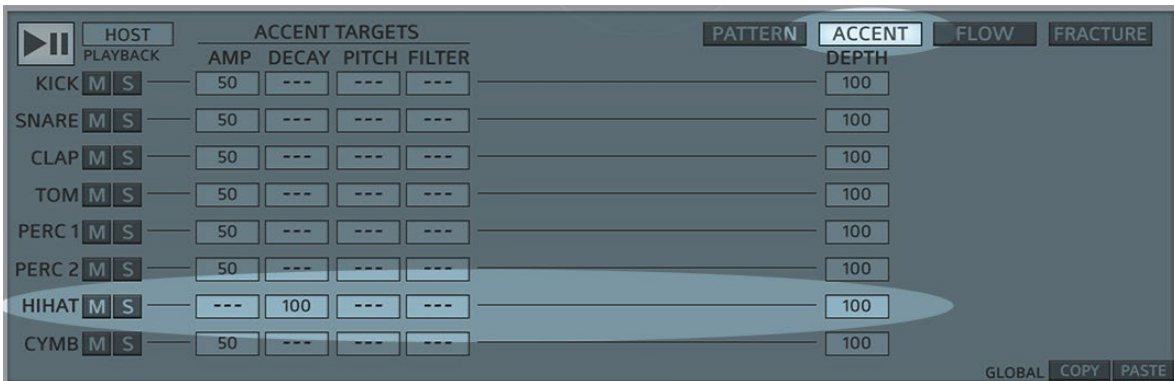 HOST ACCENT TARGETS PATTERN ACCENT FLOW FRACTURE
PLAYBACK AMP DECAY PITCH FILTER DEPTH
KICK M S 50 --- --- --- 100
SNARE M S 50 --- --- --- 100
CLAP M S 50 --- --- --- 100
TOM M S 50 --- --- --- 100
PERC 1 M S 50 --- --- --- 100
PERC 2 M S 50 --- --- --- 100
HIHAT M S --- 100 --- --- 100
CYMB M S 50 --- --- --- 100
GLOBAL COPY PASTE